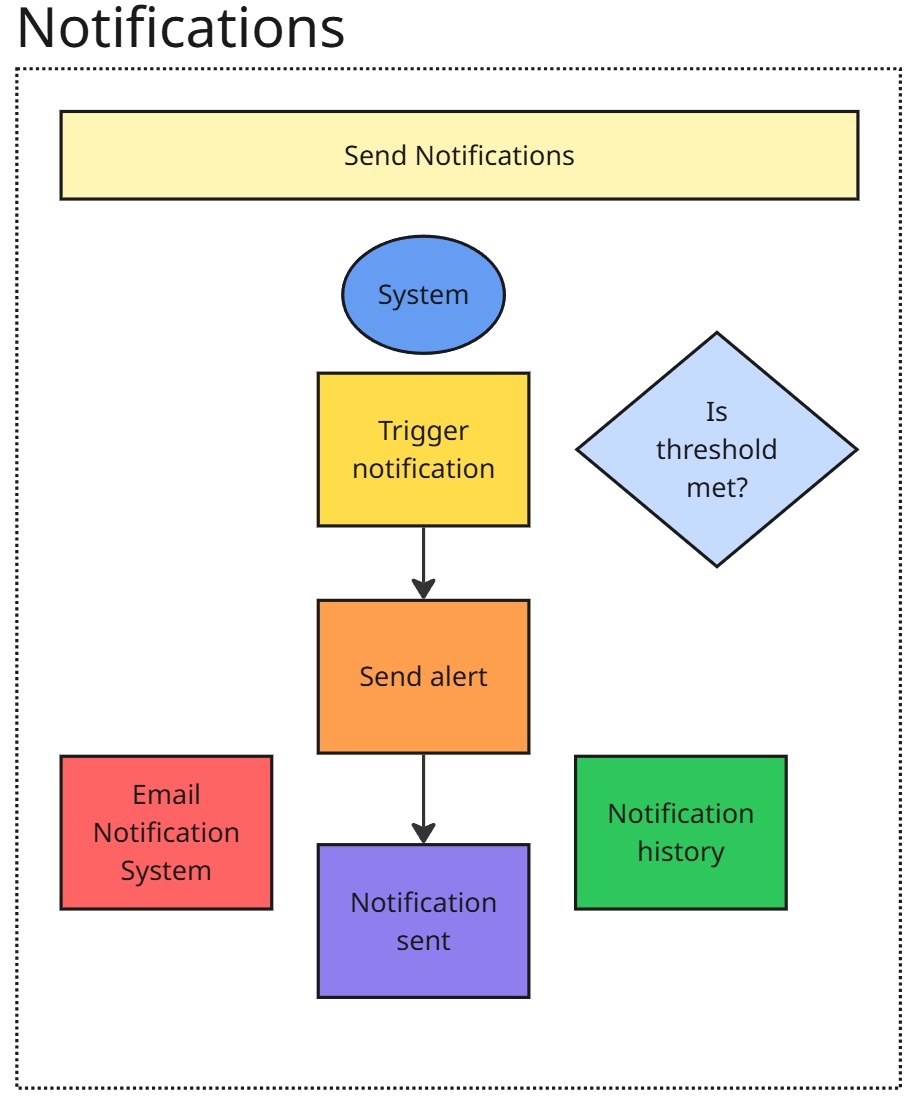 Notifications
Send Notifications
System
Trigger
notification
Is
threshold
met?
Send alert
Email
Notification
System
Notification
history
Notification
sent